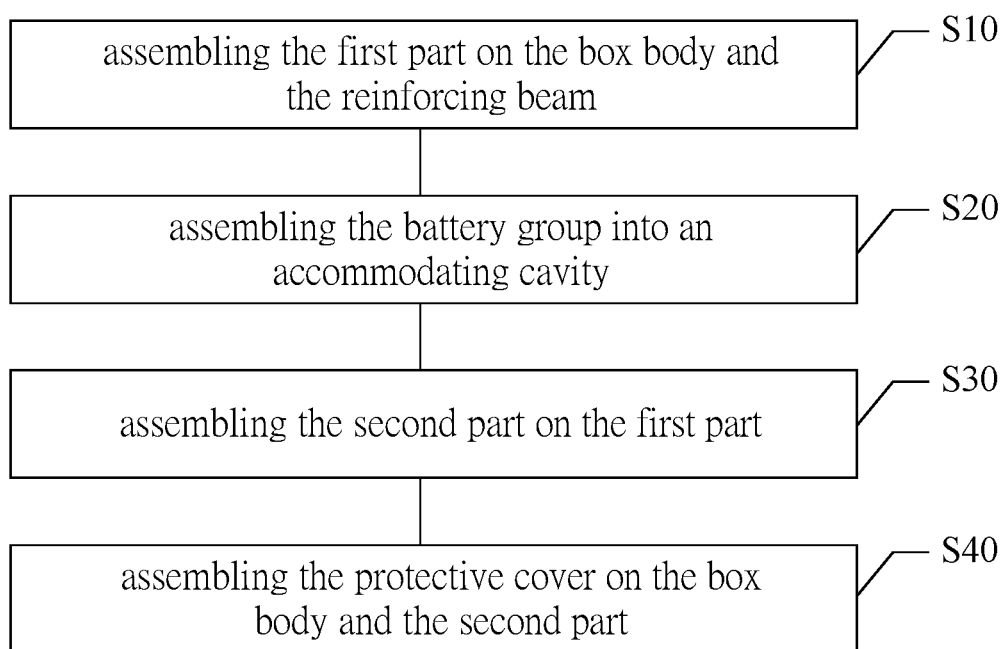 assembling the first part on the box body and
the reinforcing beam
S10
assembling the battery group into an
accommodating cavity
S20
assembling the second part on the first part
S30
assembling the protective cover on the box
body and the second part
S40